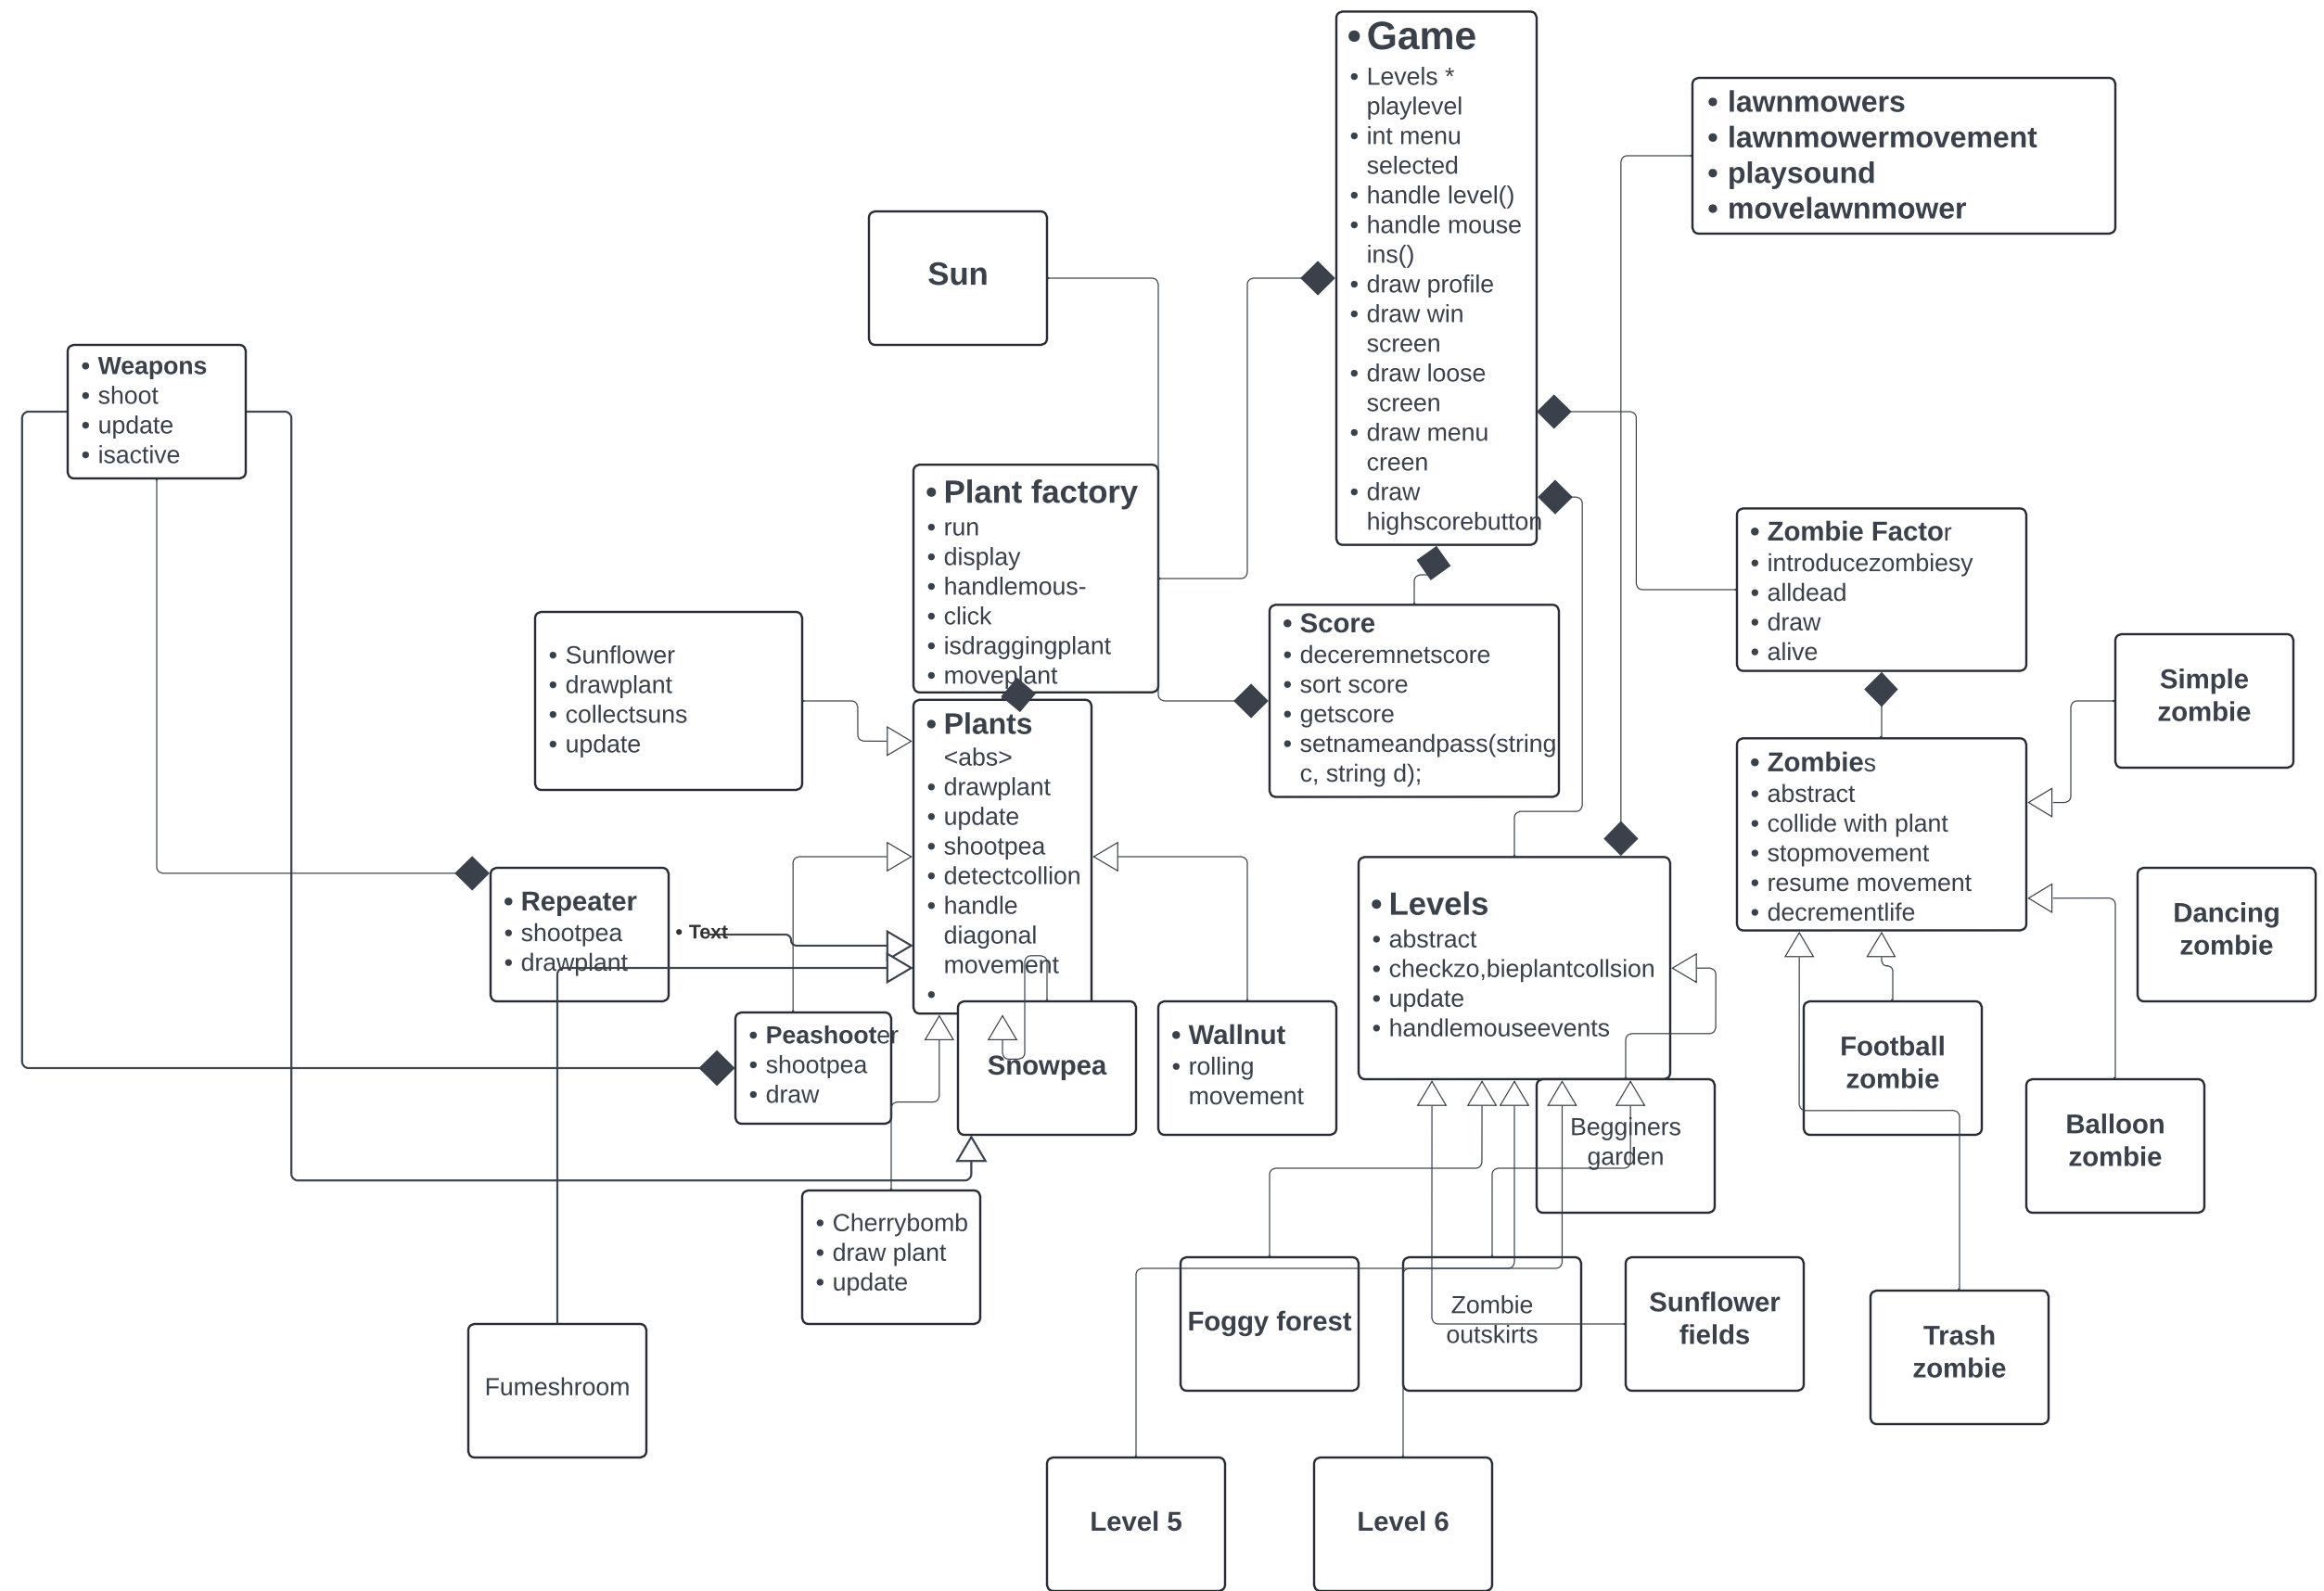 Game
Levels *
playlevel
int menu
selected
handle level()
handle mouse
ins()
draw profile
draw win
screen
draw loose
screen
draw menu
creen
draw
highscorebutton
lawnmowers
lawnmowermovement
playsound
movelawnmower
Sun
Weapons
shoot
update
isactive
Plant factory
run
display
handlemous-
click
isdraggingplant
moveplant
Zombie Factor
introducezombiesy
alldead
draw
alive
Sunflower
drawplant
collectsuns
update
Score
deceremnetscore
sort score
getscore
setnameandpass(string
c, string d);
Simple
zombie
Plants
<abs>
drawplant
update
shootpea
detectcollion
handle
diagonal
movement
Zombies
abstract
collide with plant
stopmovement
resume movement
decrementlife
Repeater
shootpea
drawplant
Text
Levels
abstract
checkzo,bieplantcollsion
update
handlemouseevents
Dancing
zombie
Peashooter
shootpea
draw
Snowpea
Wallnut
rolling
movement
Football
zombie
Begginers
garden
Balloon
zombie
Cherrybomb
draw plant
update
Foggy forest
Zombie
outskirts
Sunflower
fields
Trash
zombie
Fumeshroom
Level 5
Level 6